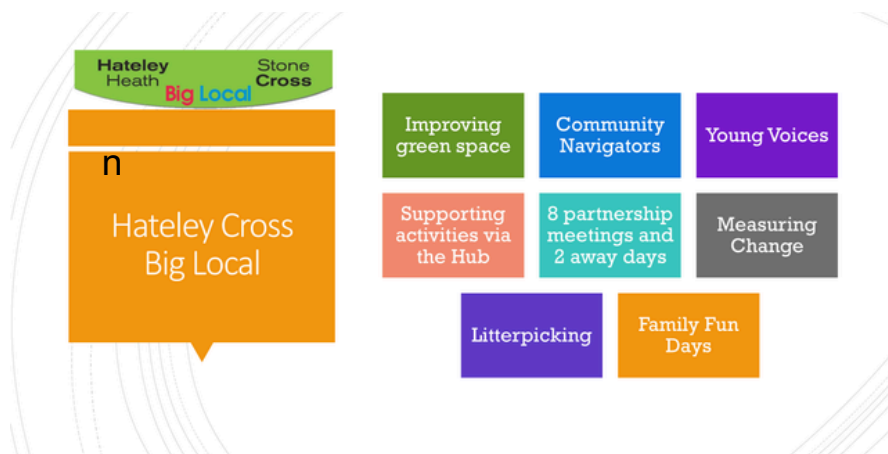 Hateley Stone
Heath Cross
Big Local
n
Hateley Cross
Big Local
Improving
green space
Community
Navigators
Young Voices
Supporting
activities via
the Hub
8 partnership
meetings and
2 away days
Measuring
Change
Litterpicking
Family Fun
Days